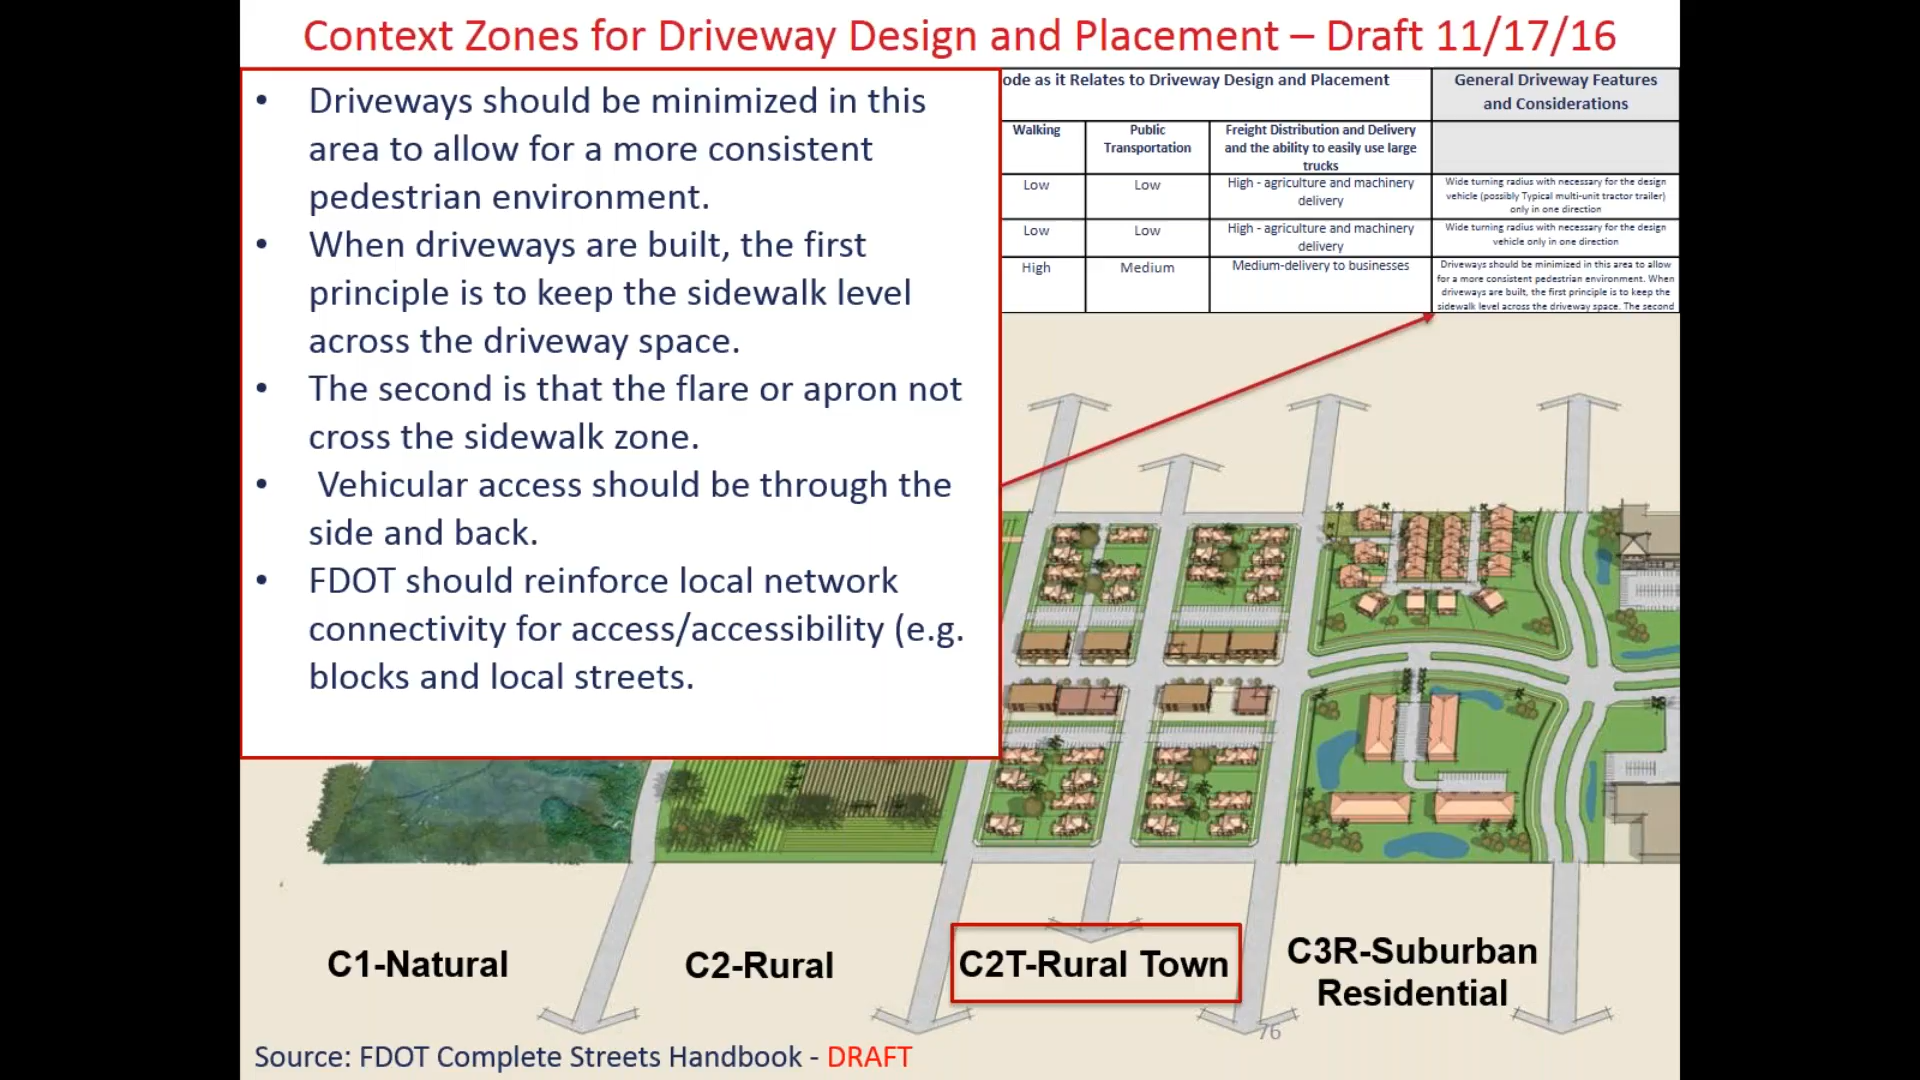 Context Zones for Driveway Design and Placement – Draft 11/17/16
• Driveways should be minimized in this
area to allow for a more consistent
pedestrian environment.
• When driveways are built, the first
principle is to keep the sidewalk level
across the driveway space.
• The second is that the flare or apron not
cross the sidewalk zone.
• Vehicular access should be through the
side and back.
• FDOT should reinforce local network
connectivity for access/accessibility (e.g.
blocks and local streets.
ode as it Relates to Driveway Design and Placement
General Driveway Features
and Considerations
Walking
Public
Transportation
Freight Distribution and Delivery
and the ability to easily use large
trucks
Low
Low
High - agriculture and machinery
delivery
Wide turning radius with necessary for the design
vehicle (possibly Typical multi-unit tractor trailer)
only in one direction
Low
Low
High - agriculture and machinery
delivery
Wide turning radius with necessary for the design
vehicle only in one direction
High
Medium
Medium-delivery to businesses
Driveways should be minimized in this area to allow
for a more consistent pedestrian environment. When
driveways are built, the first principle is to keep the
sidewalk level across the driveway space. The second
C1-Natural
C2-Rural
C2T-Rural Town
C3R-Suburban
Residential
76
Source: FDOT Complete Streets Handbook - DRAFT